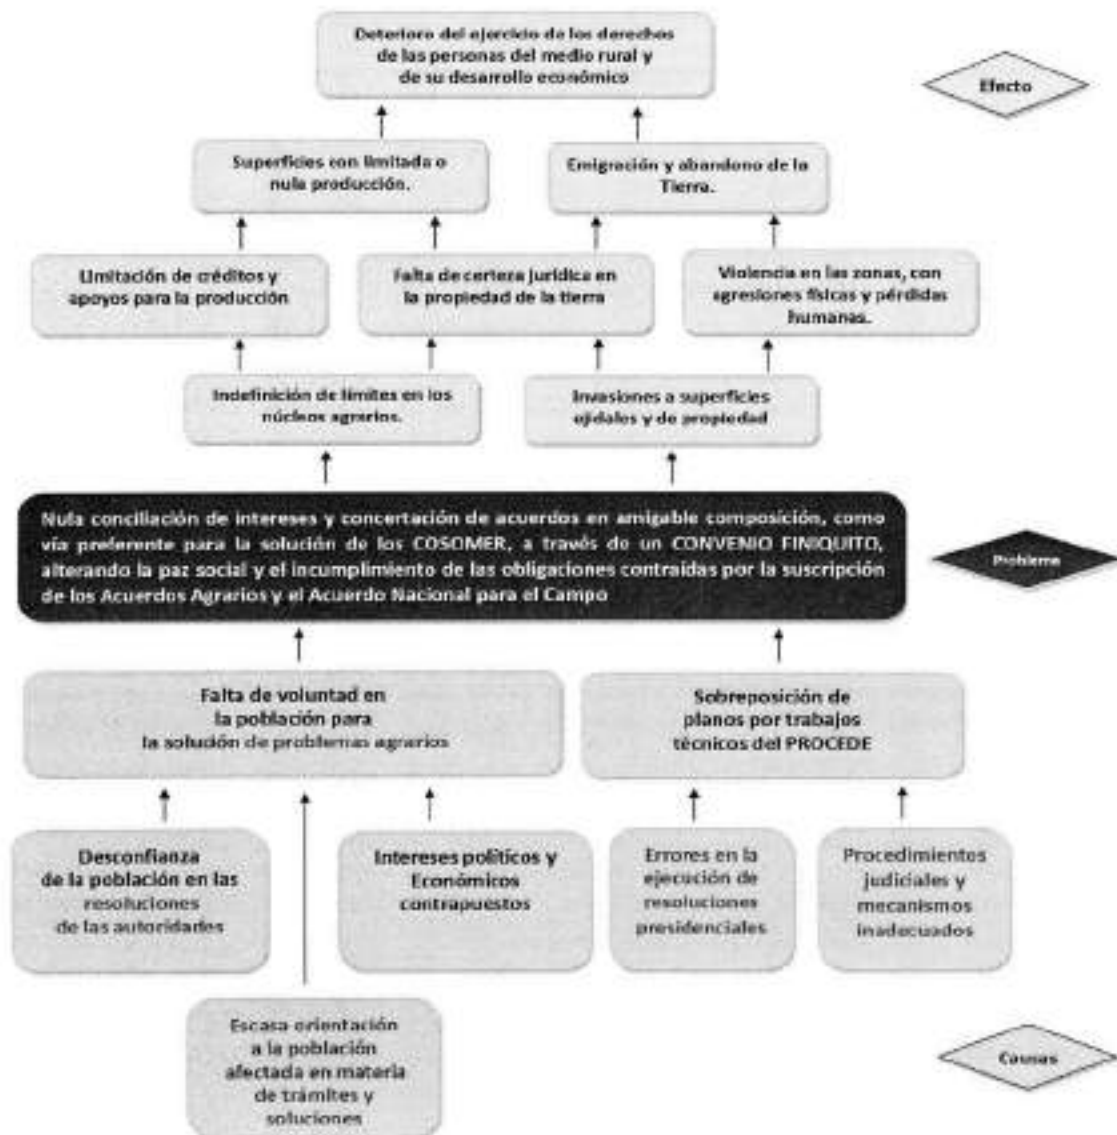 Deterioro del ejercicio de los derechos
de las personas del medio rural y
de su desarrollo económico
Efecto
Superficies con limitada o
nula producción.
Emigración y abandono de la
Tierra.
Limitación de créditos y
apoyos para la producción
Falta de certeza jurídica en
la propiedad de la tierra
Violencia en las zonas, con
agresiones físicas y pérdidas
humanas.
Indefinición de límites en los
núcleos agrarios.
Invasiones a superficies
ejidales y de propiedad
Nula conciliación de intereses y concertación de acuerdos en amigable composición, como
vía preferente para la solución de los COSOMER, a través de un CONVENIO FINIQUITO,
alterando la paz social y el incumplimiento de las obligaciones contraídas por la suscripción
de los Acuerdos Agrarios y el Acuerdo Nacional para el Campo
Problema
Falta de voluntad en
la población para
la solución de problemas agrarios
Sobreposición de
planos por trabajos
técnicos del PROCEDE
Desconfianza
de la población en las
resoluciones
de las autoridades
Intereses políticos y
Económicos
contrapuestos
Errores en la
ejecución de
resoluciones
presidenciales
Procedimientos
judiciales y
mecanismos
inadecuados
Escasa orientación
a la población
afectada en materia
de trámites y
soluciones
Causas